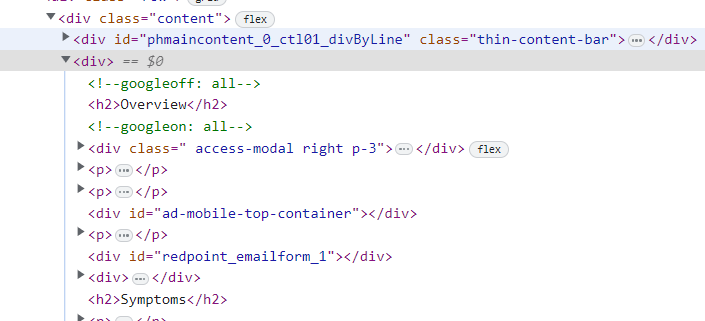 <div class="content"> flex
<div id="phmaincontent_0_ctl01_divByLine" class="thin-content-bar"> ··· </div>
<div> == $0
<!--googleoff: all-->
<h2>Overview</h2>
<!--googleon: all-->
<div class=" access-modal right p-3"> ··· </div> flex
<p> ··· </p>
<p> ··· </p>
<div id="ad-mobile-top-container"></div>
<p> ··· </p>
<div id="redpoint_emailform_1"></div>
<div> ··· </div>
<h2>Symptoms</h2>